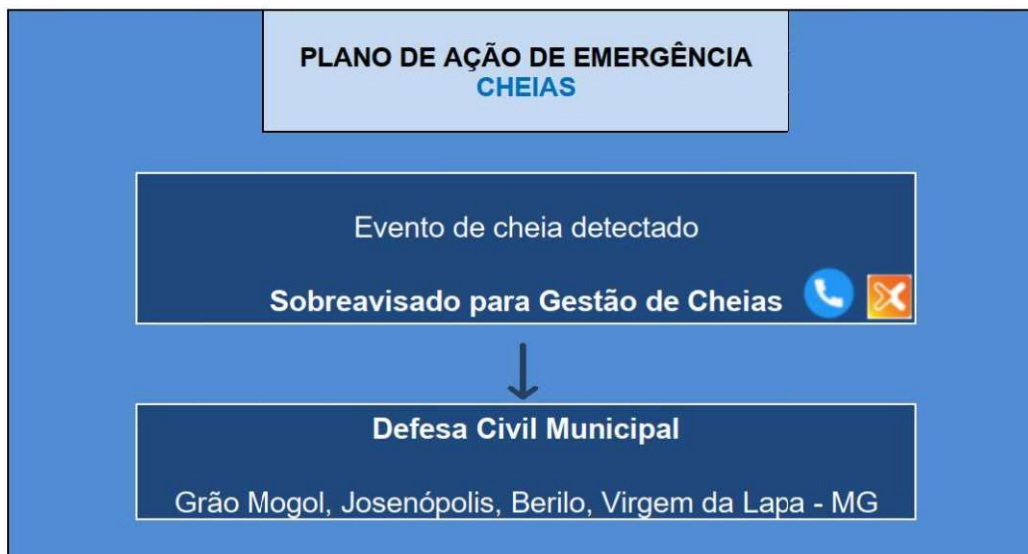 PLANO DE AÇÃO DE EMERGÊNCIA
CHEIAS
Evento de cheia detectado
Sobreavisado para Gestão de Cheias
Defesa Civil Municipal
Grão Mogol, Josenópolis, Berilo, Virgem da Lapa - MG